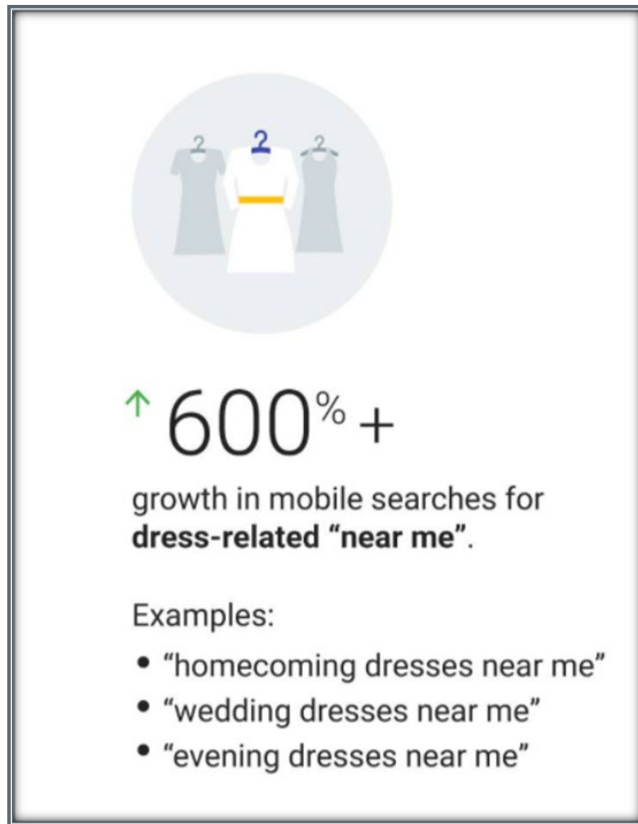 ↑ 600% +
growth in mobile searches for
dress-related “near me”.
Examples:
• “homecoming dresses near me”
• “wedding dresses near me”
• “evening dresses near me”